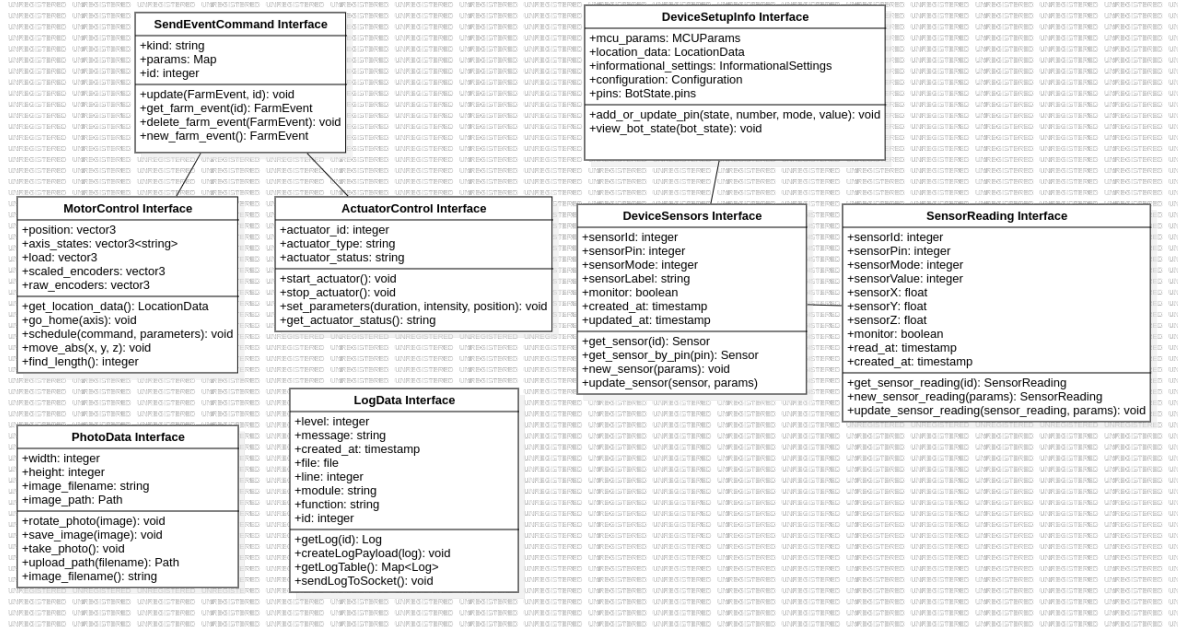 SendEventCommand Interface
+kind: string
+params: Map
+id: integer
+update(FarmEvent, id): void
+get_farm_event(id): FarmEvent
+delete_farm_event(FarmEvent): void
+new_farm_event(): FarmEvent
DeviceSetupInfo Interface
+mcu_params: MCUParams
+location_data: LocationData
+informational_settings: InformationalSettings
+configuration: Configuration
+pins: BotState.pins
+add_or_update_pin(state, number, mode, value): void
+view_bot_state(bot_state): void
MotorControl Interface
+position: vector3
+axis_states: vector3<string>
+load: vector3
+scaled_encoders: vector3
+raw_encoders: vector3
+get_location_data(): LocationData
+go_home(axis): void
+schedule(command, parameters): void
+move_abs(x, y, z): void
+find_length(): integer
ActuatorControl Interface
+actuator_id: integer
+actuator_type: string
+actuator_status: string
+start_actuator(): void
+stop_actuator(): void
+set_parameters(duration, intensity, position): void
+get_actuator_status(): string
DeviceSensors Interface
+sensorId: integer
+sensorPin: integer
+sensorMode: integer
+sensorLabel: string
+monitor: boolean
+created_at: timestamp
+updated_at: timestamp
+get_sensor(id): Sensor
+get_sensor_by_pin(pin): Sensor
+new_sensor(params): void
+update_sensor(sensor, params)
SensorReading Interface
+sensorId: integer
+sensorPin: integer
+sensorMode: integer
+sensorValue: integer
+sensorX: float
+sensorY: float
+sensorZ: float
+monitor: boolean
+read_at: timestamp
+created_at: timestamp
+get_sensor_reading(id): SensorReading
+new_sensor_reading(params): SensorReading
+update_sensor_reading(sensor_reading, params): void
PhotoData Interface
+width: integer
+height: integer
+image_filename: string
+image_path: Path
+rotate_photo(image): void
+save_image(image): void
+take_photo(): void
+upload_path(filename): Path
+image_filename(): string
LogData Interface
+level: integer
+message: string
+created_at: timestamp
+file: file
+line: integer
+module: string
+function: string
+id: integer
+getLog(id): Log
+createLogPayload(log): void
+getLogTable(): Map<Log>
+sendLogToSocket(): void